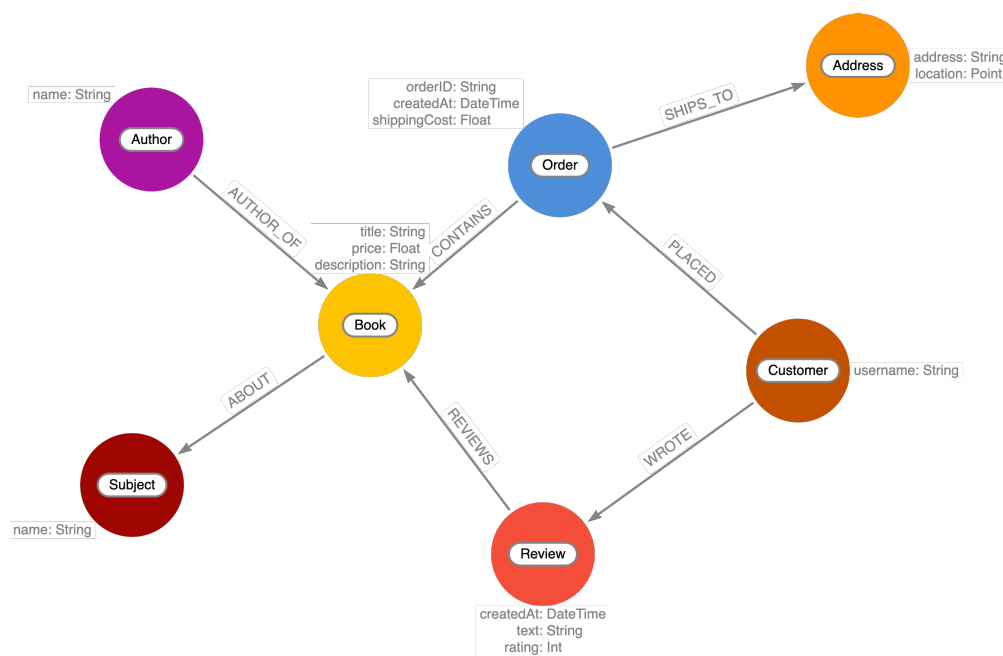 Address
address: String
location: Point
orderID: String
createdAt: DateTime
shippingCost: Float
name: String
SHIPS_TO
Author
Order
AUTHOR_OF
title: String
price: Float
description: String
CONTAINS
PLACED
Book
Customer
username: String
ABOUT
REVIEWS
WROTE
Subject
name: String
Review
createdAt: DateTime
text: String
rating: Int